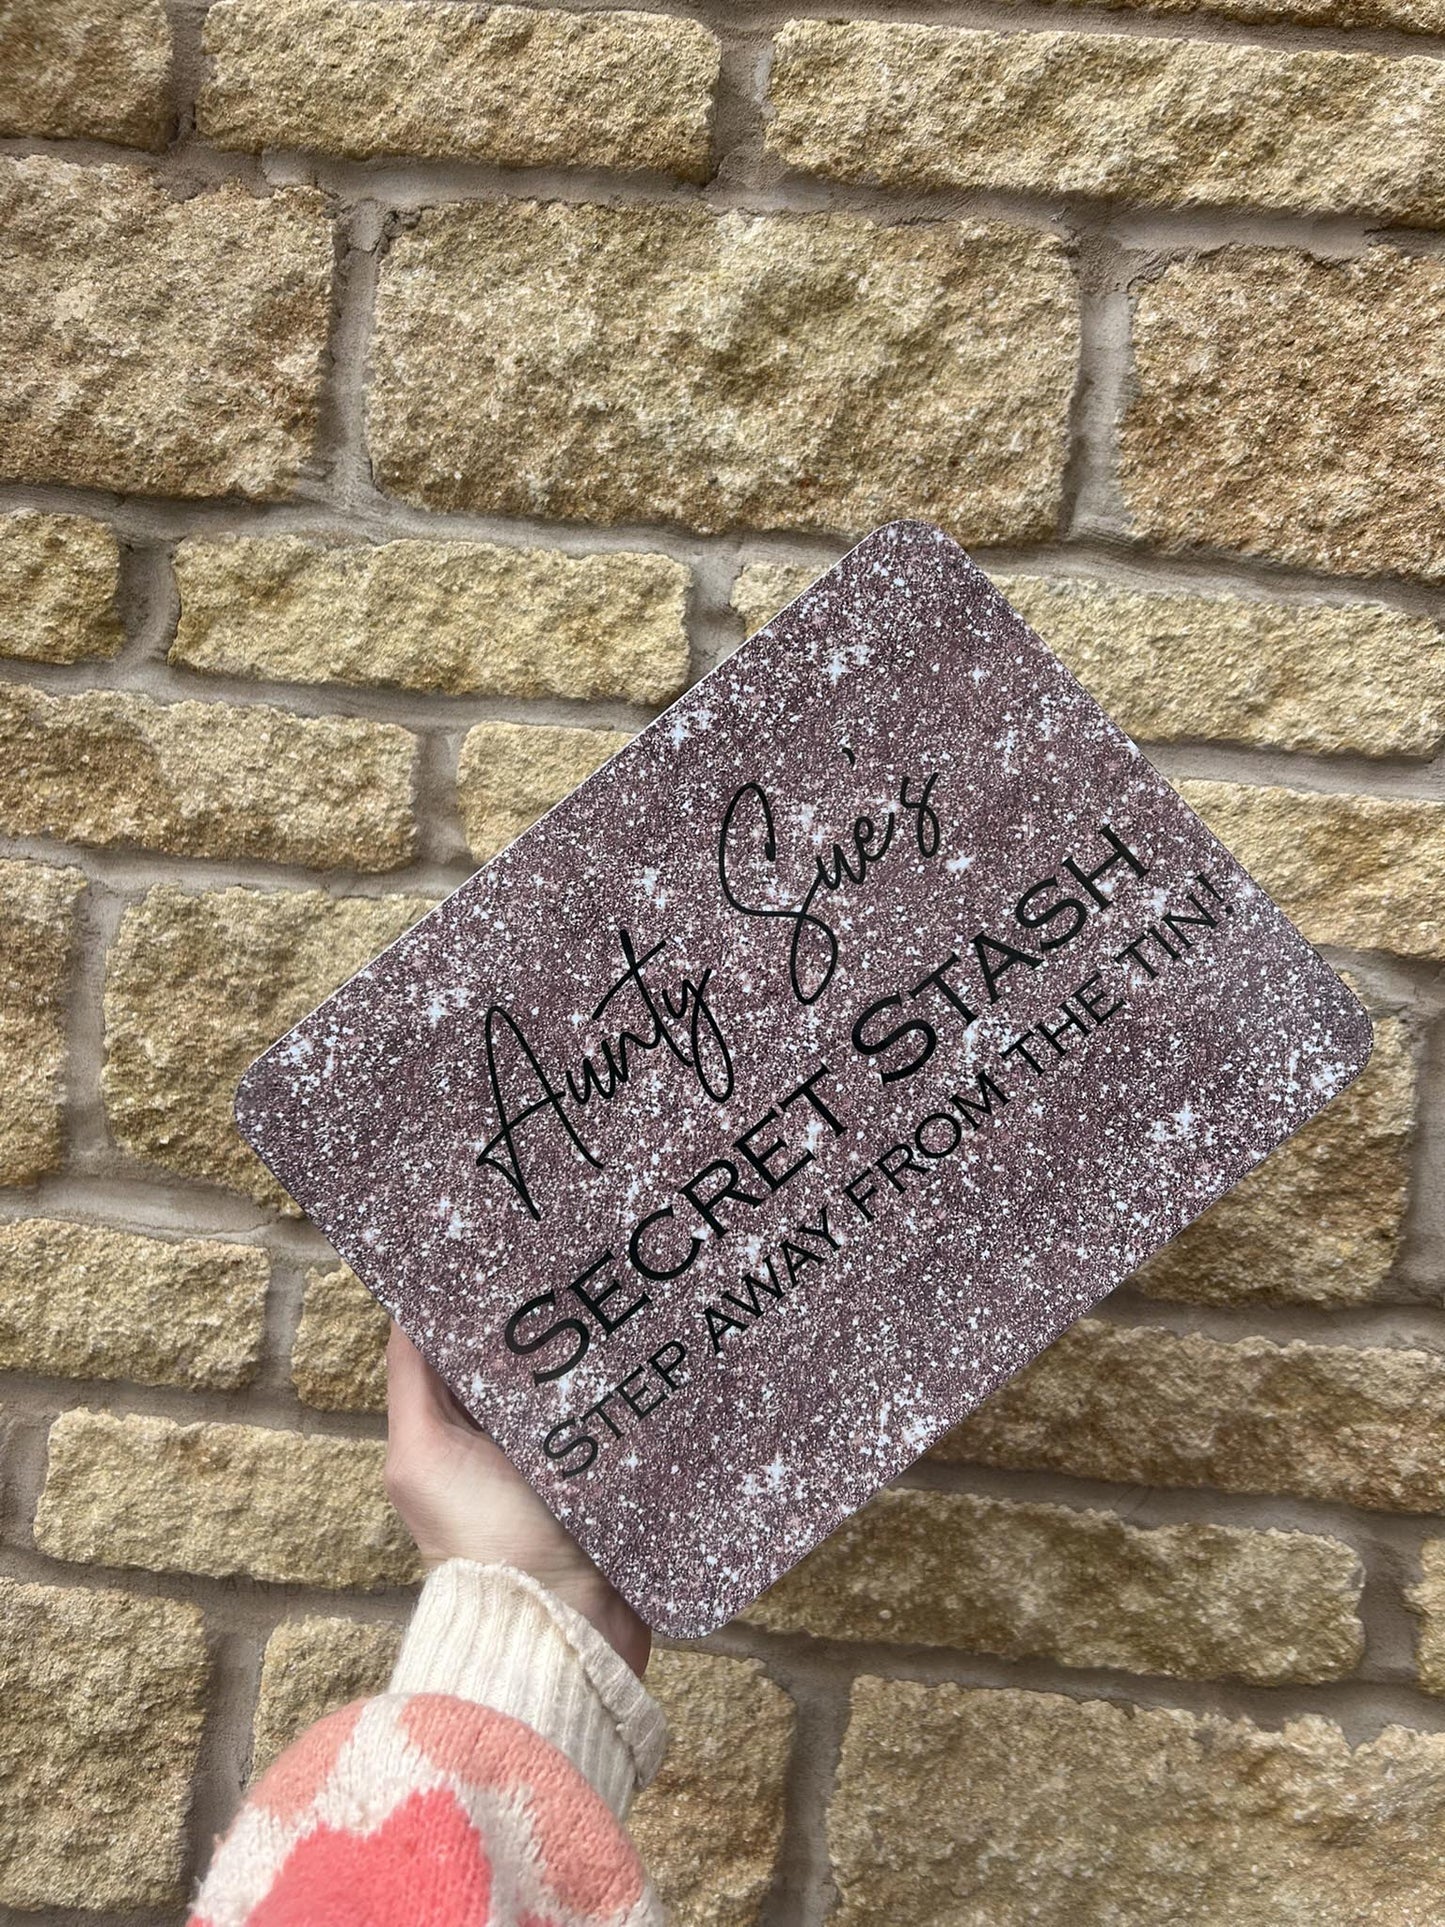 Aunty Sue's
SECRET STASH
STEP AWAY FROM THE TIN!